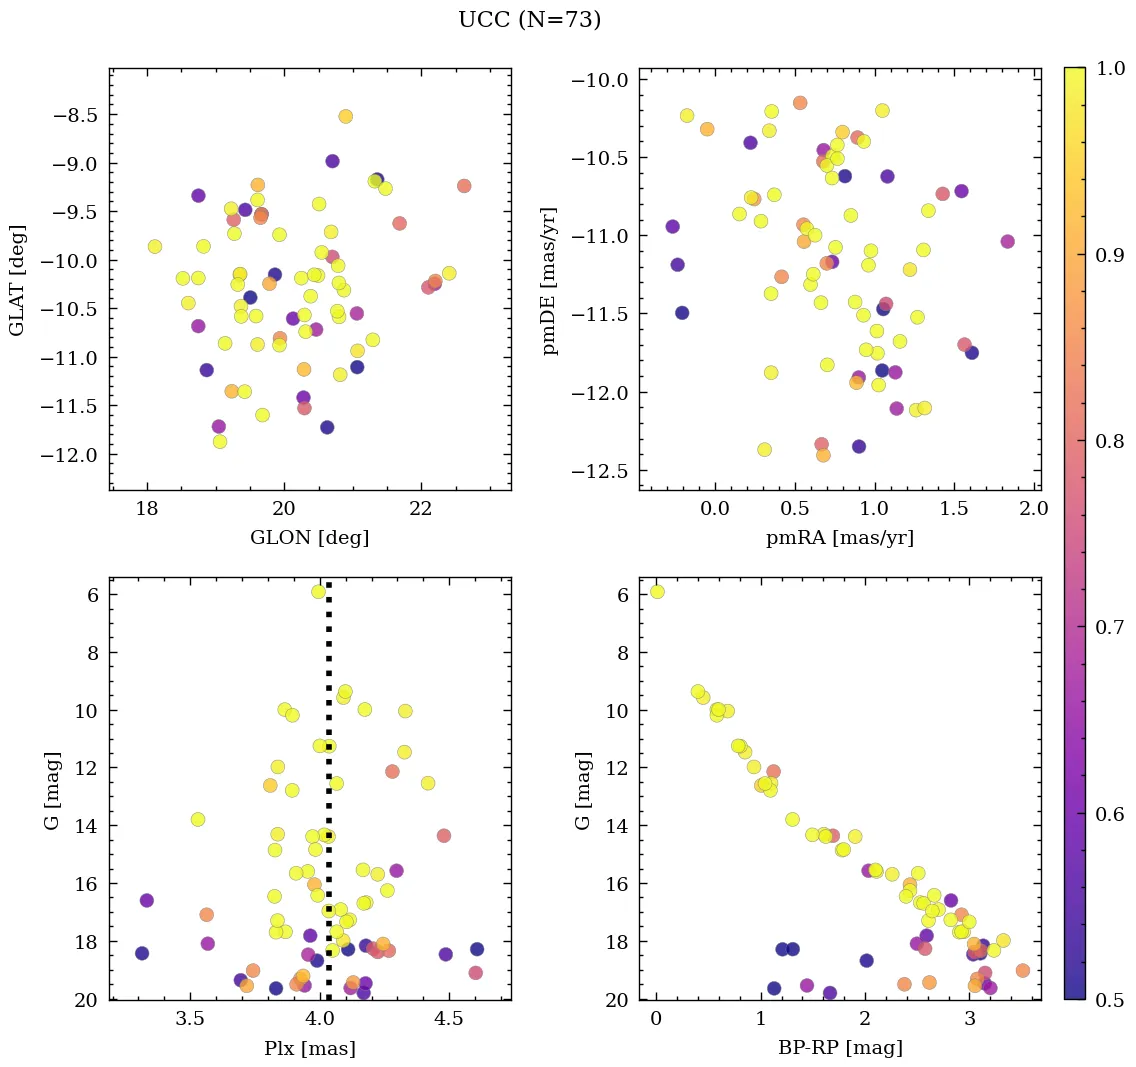 UCC (N=73)
−8.5
−9.0
−9.5
−10.0
−10.5
−11.0
−11.5
−12.0
GLAT [deg]
18 20 22
GLON [deg]
−10.0
−10.5
−11.0
−11.5
−12.0
−12.5
pmDE [mas/yr]
0.0 0.5 1.0 1.5 2.0
pmRA [mas/yr]
6
8
10
12
14
16
18
20
G [mag]
3.5 4.0 4.5
Plx [mas]
6
8
10
12
14
16
18
20
G [mag]
0 1 2 3
BP-RP [mag]
1.0
0.9
0.8
0.7
0.6
0.5